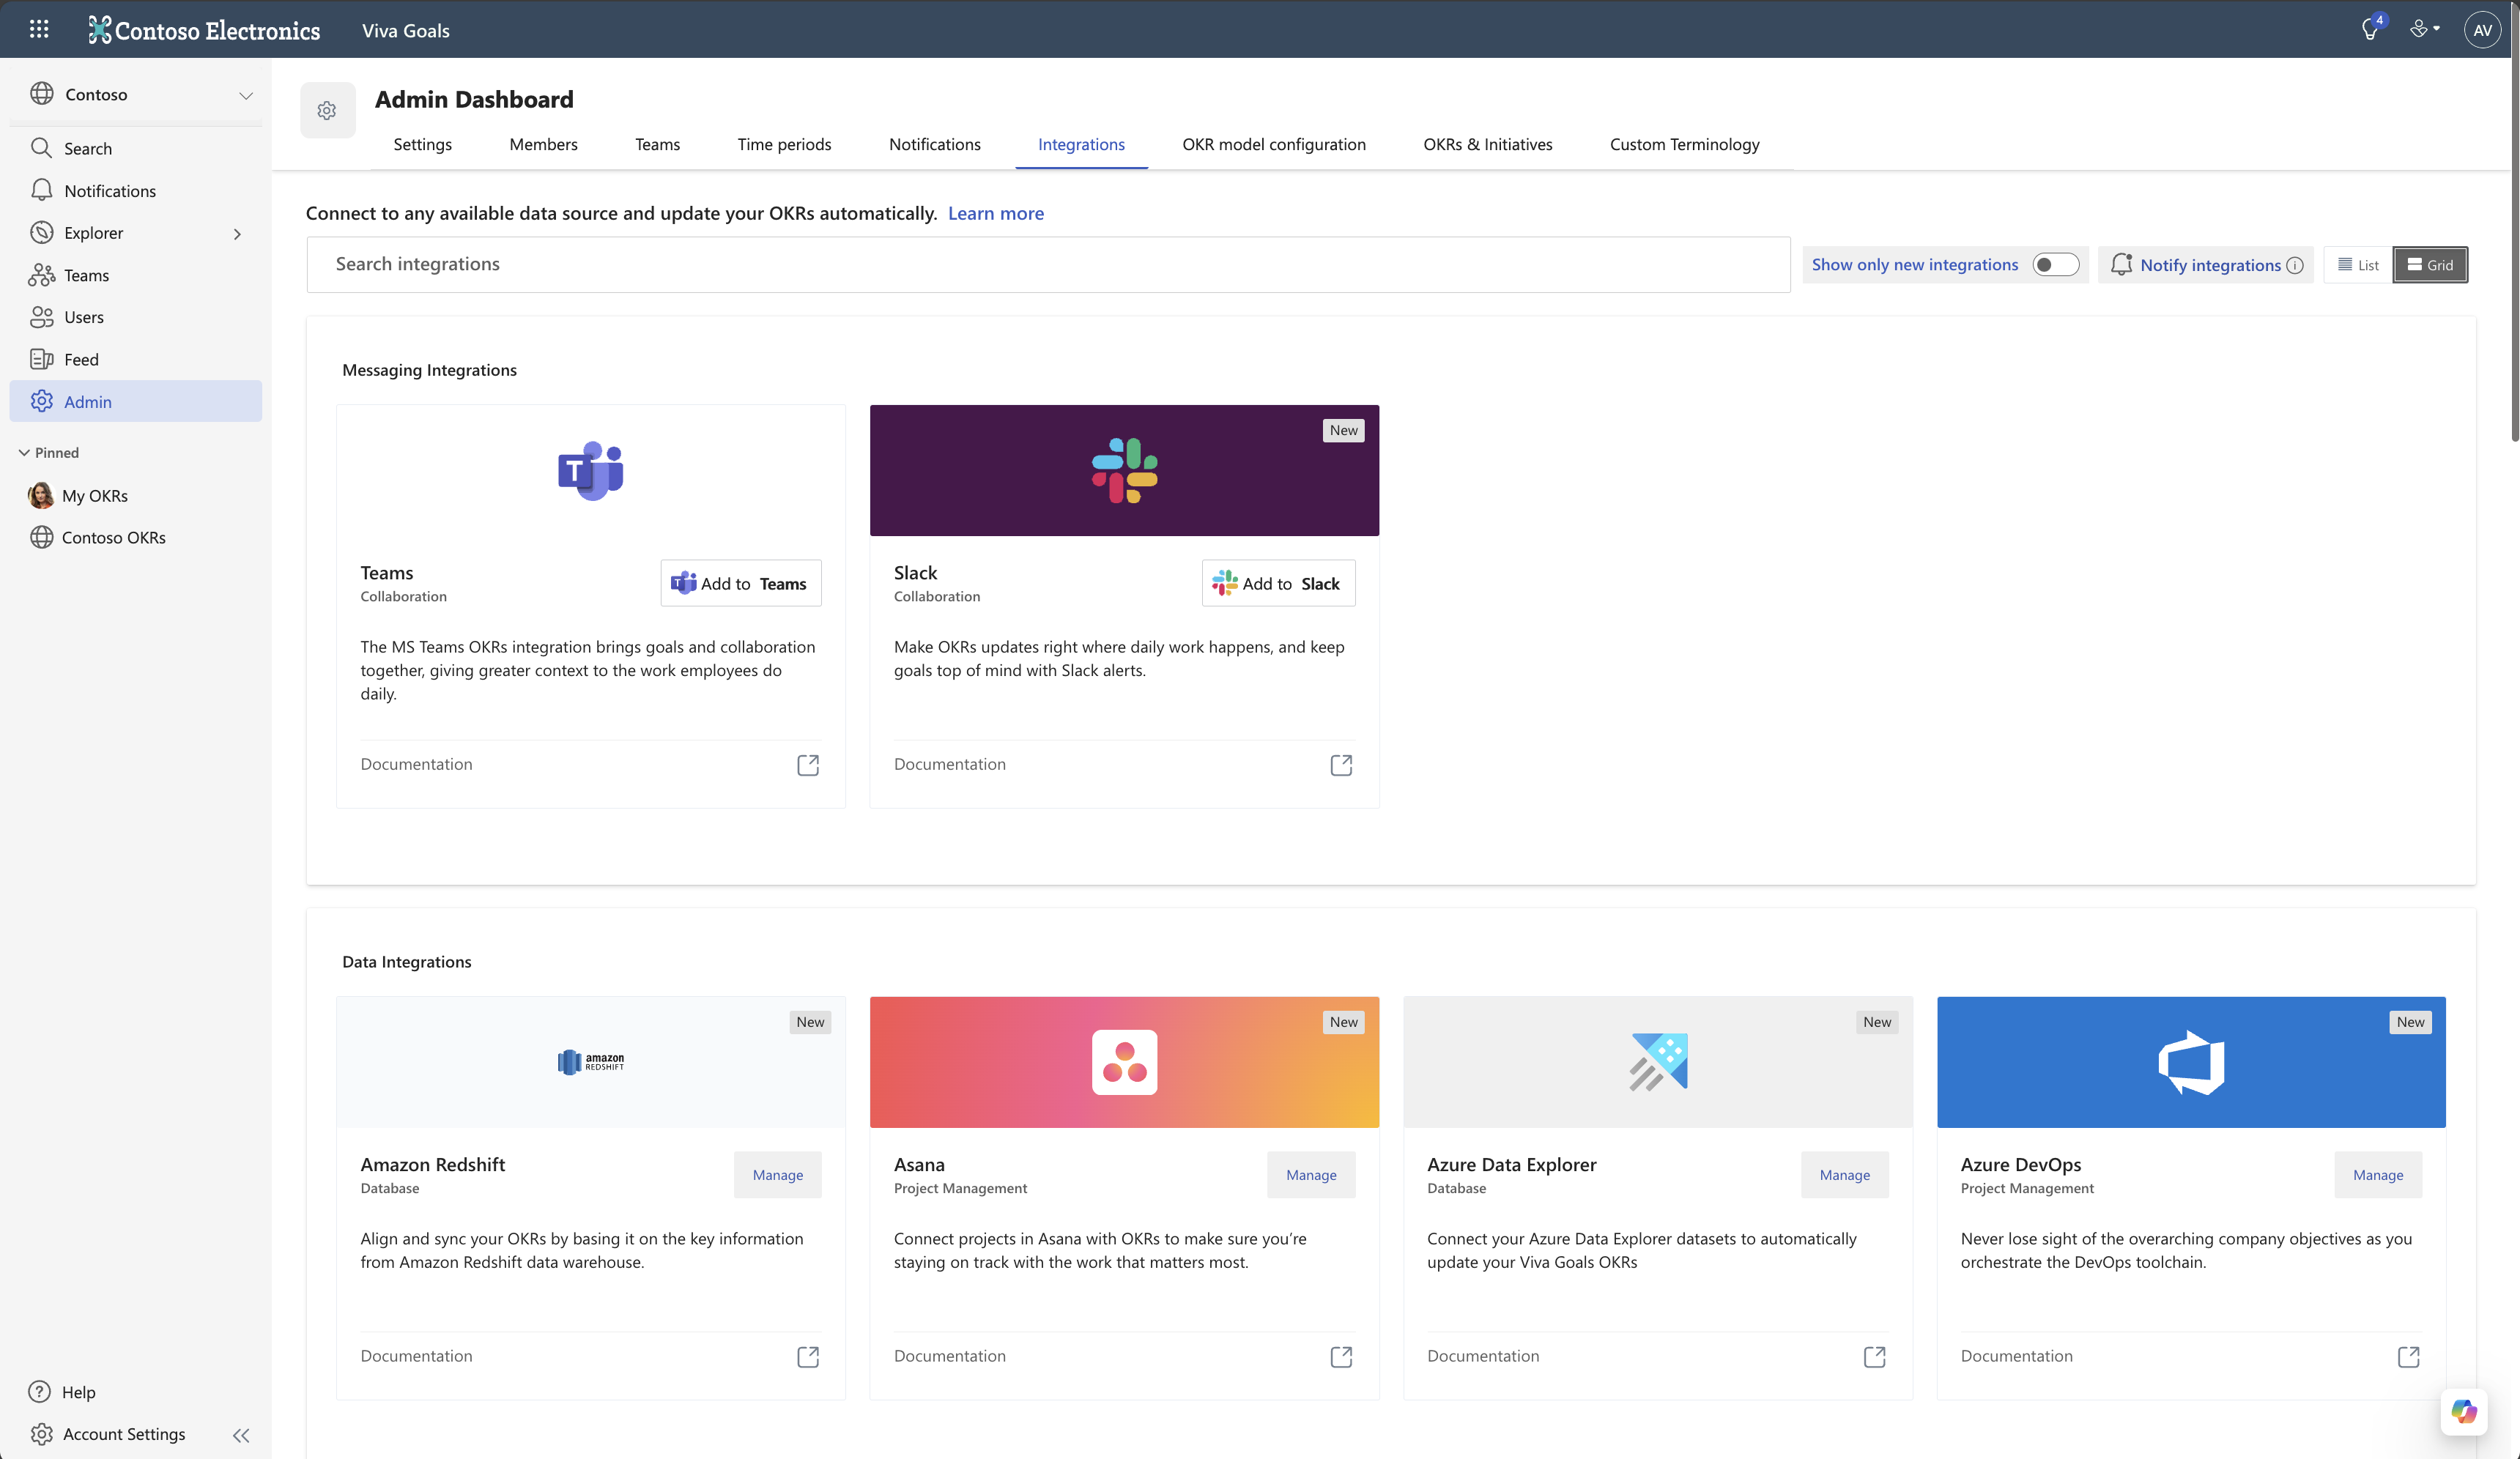 Contoso Electronics
Viva Goals
4
AV
Contoso
Search
Notifications
Explorer
Teams
Users
Feed
Admin
Pinned
My OKRs
Contoso OKRs
Help
Account Settings
Admin Dashboard
Settings
Members
Teams
Time periods
Notifications
Integrations
OKR model configuration
OKRs & Initiatives
Custom Terminology
Connect to any available data source and update your OKRs automatically. Learn more
Search integrations
Show only new integrations
Notify integrations
List
Grid
Messaging Integrations
T
Teams
Collaboration
Add to Teams
The MS Teams OKRs integration brings goals and collaboration
together, giving greater context to the work employees do
daily.
Documentation
New
Slack
Collaboration
Add to Slack
Make OKRs updates right where daily work happens, and keep
goals top of mind with Slack alerts.
Documentation
Data Integrations
New
amazon
REDSHIFT
Amazon Redshift
Database
Manage
Align and sync your OKRs by basing it on the key information
from Amazon Redshift data warehouse.
Documentation
New
Asana
Project Management
Manage
Connect projects in Asana with OKRs to make sure you’re
staying on track with the work that matters most.
Documentation
New
Azure Data Explorer
Database
Manage
Connect your Azure Data Explorer datasets to automatically
update your Viva Goals OKRs
Documentation
New
Azure DevOps
Project Management
Manage
Never lose sight of the overarching company objectives as you
orchestrate the DevOps toolchain.
Documentation